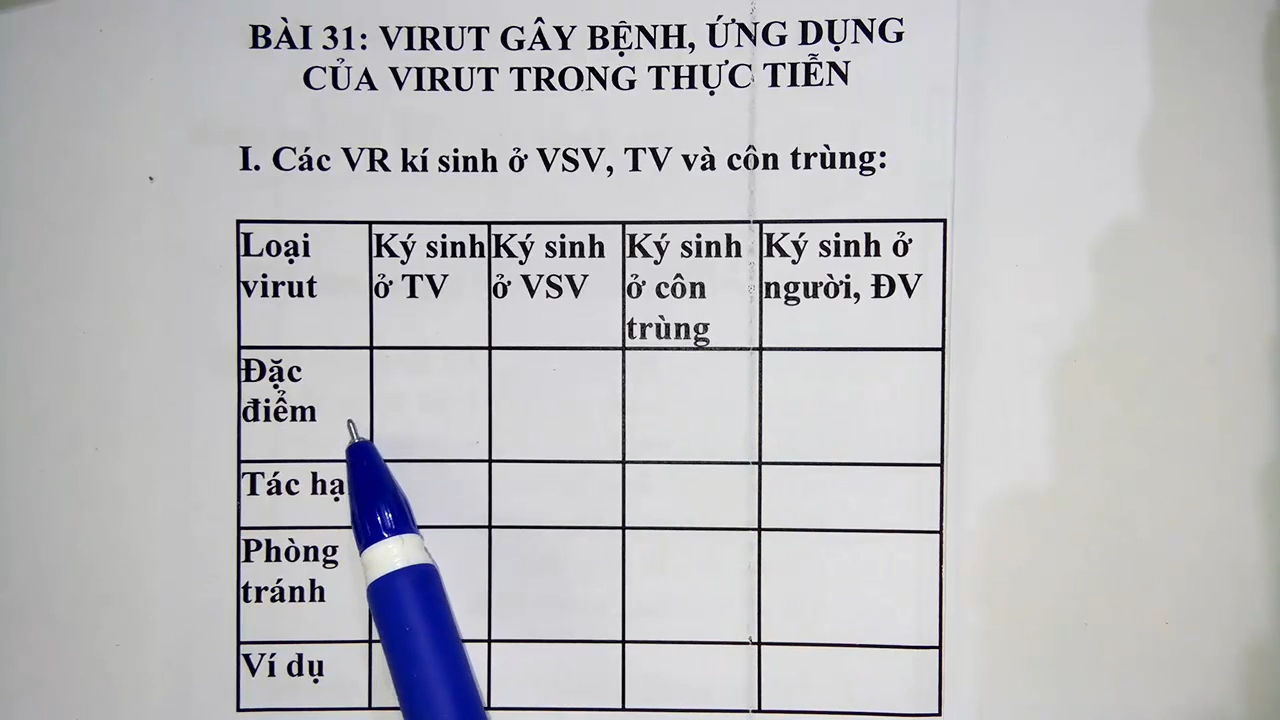 BÀI 31: VIRUT GÂY BỆNH, ỨNG DỤNG
CỦA VIRUT TRONG THỰC TIỄN
I. Các VR kí sinh ở VSV, TV và côn trùng:
Loại
virut
Ký sinh
ở TV
Ký sinh
ở VSV
Ký sinh
ở côn
trùng
Ký sinh ở
người, ĐV
Đặc
điểm
Tác
Phòng
tránh
Ví dụ